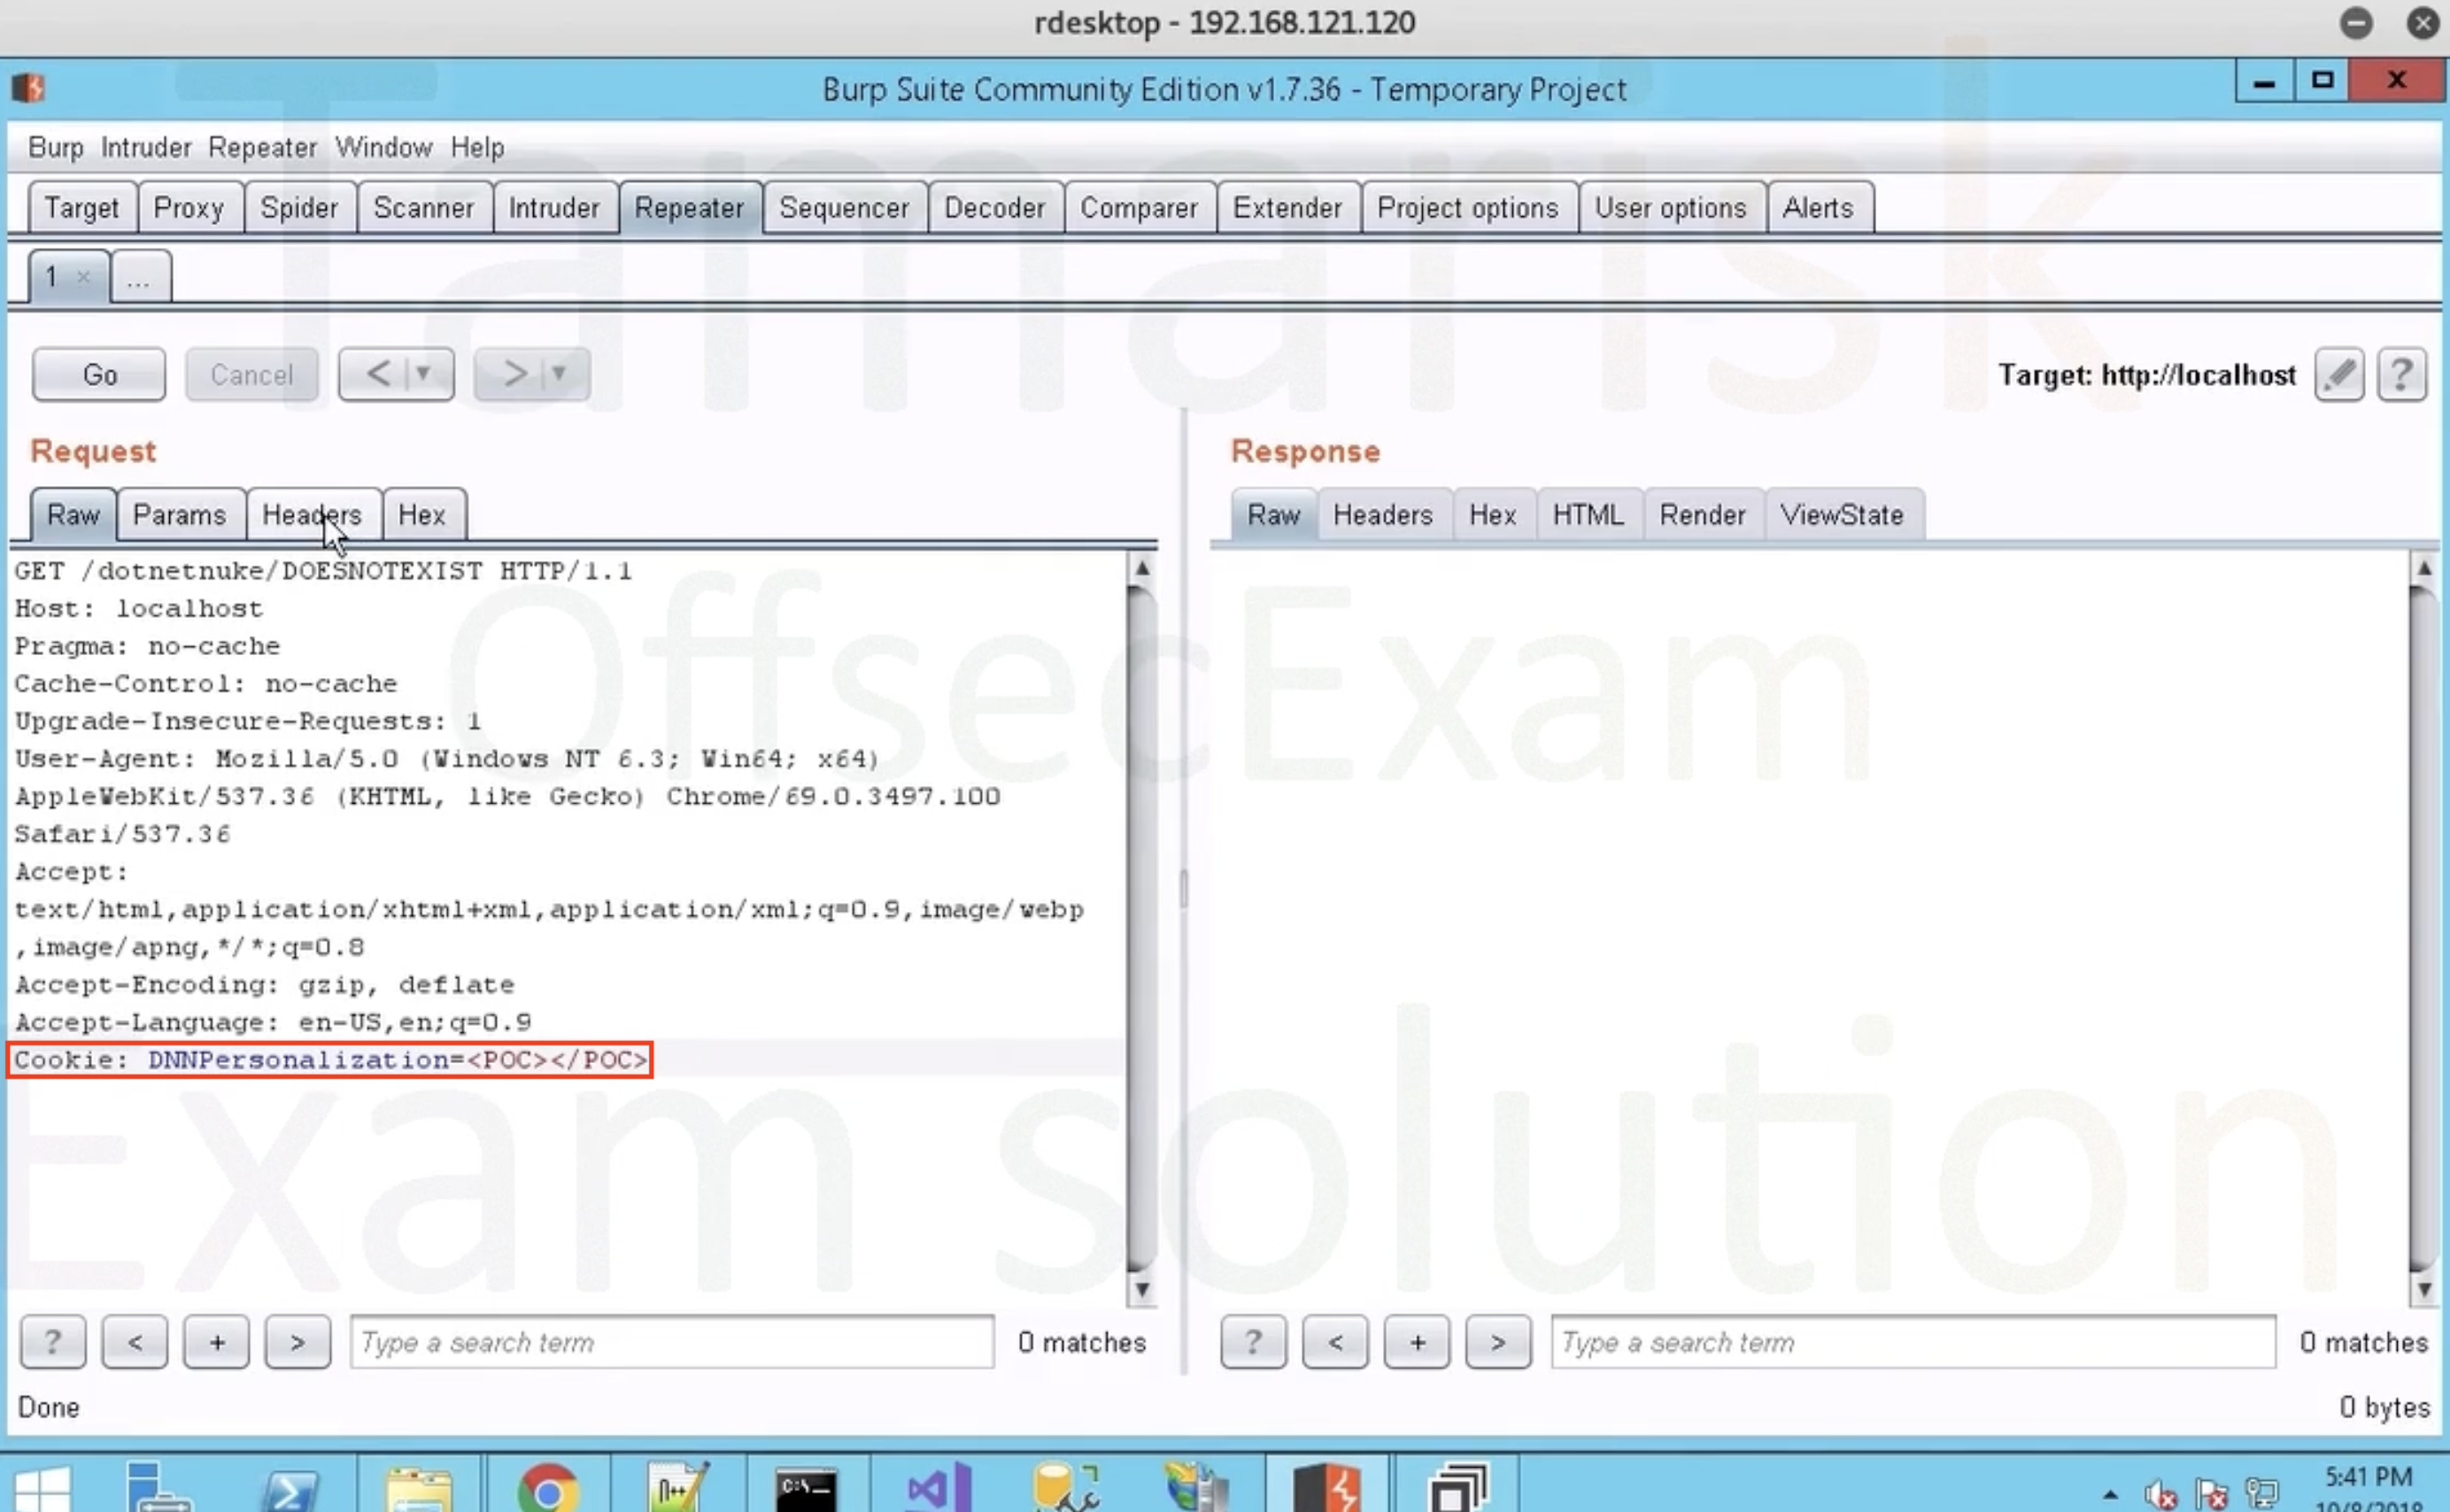 rdesktop - 192.168.121.120
Burp Suite Community Edition v1.7.36 - Temporary Project
Burp Intruder Repeater Window Help
Target Proxy Spider Scanner Intruder Repeater Sequencer Decoder Comparer Extender Project options User options Alerts
1 × ...
Go Cancel < > Target: http://localhost ?
Request
Raw Params Headers Hex
GET /dotnetnuke/DOESNOTEXIST HTTP/1.1
Host: localhost
Pragma: no-cache
Cache-Control: no-cache
Upgrade-Insecure-Requests: 1
User-Agent: Mozilla/5.0 (Windows NT 6.3; Win64; x64)
AppleWebKit/537.36 (KHTML, like Gecko) Chrome/69.0.3497.100
Safari/537.36
Accept:
text/html,application/xhtml+xml,application/xml;q=0.9,image/webp
,image/apng,*/*;q=0.8
Accept-Encoding: gzip, deflate
Accept-Language: en-US,en;q=0.9
Cookie: DNNPersonalization=<POC></POC>
? < + > Type a search term 0 matches
Response
Raw Headers Hex HTML Render ViewState
? < + > Type a search term 0 matches
Done
0 bytes
5:41 PM
10/8/2018
Tamarisk
OffsecExam
Exam solution